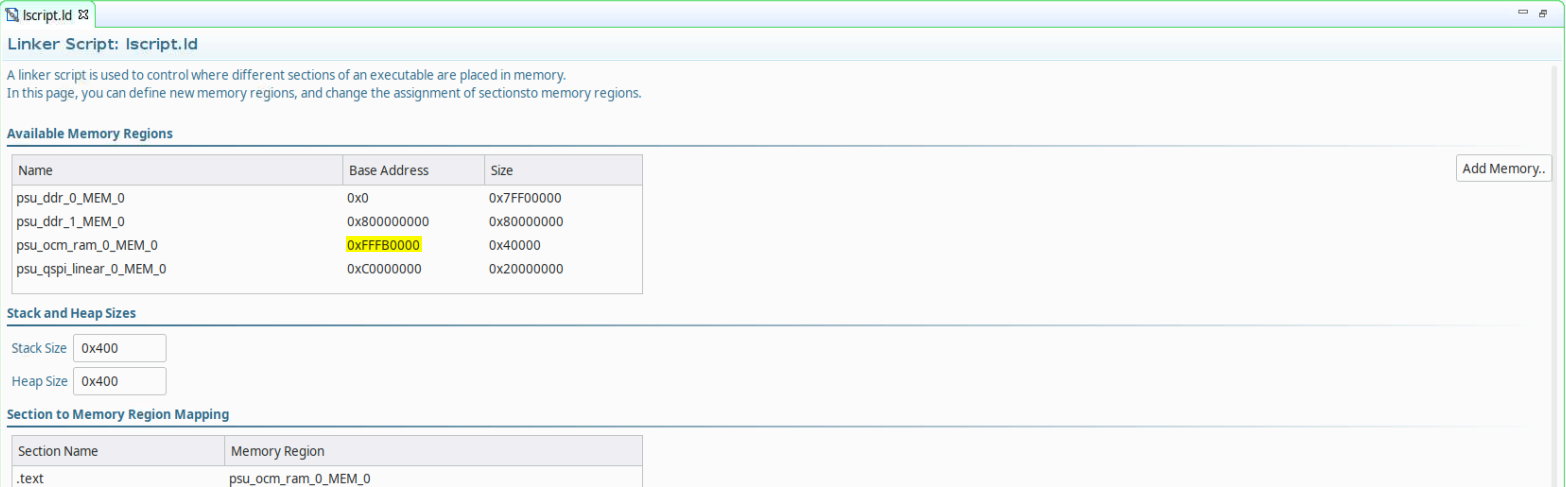 lscript.ld
Linker Script: lscript.ld
A linker script is used to control where different sections of an executable are placed in memory.
In this page, you can define new memory regions, and change the assignment of sectionsto memory regions.
Available Memory Regions
Name Base Address Size
Add Memory..
psu_ddr_0_MEM_0 0x0 0x7FF00000
psu_ddr_1_MEM_0 0x800000000 0x80000000
psu_ocm_ram_0_MEM_0 0xFFFB0000 0x40000
psu_qspi_linear_0_MEM_0 0xC0000000 0x20000000
Stack and Heap Sizes
Stack Size 0x400
Heap Size 0x400
Section to Memory Region Mapping
Section Name Memory Region
.text psu_ocm_ram_0_MEM_0